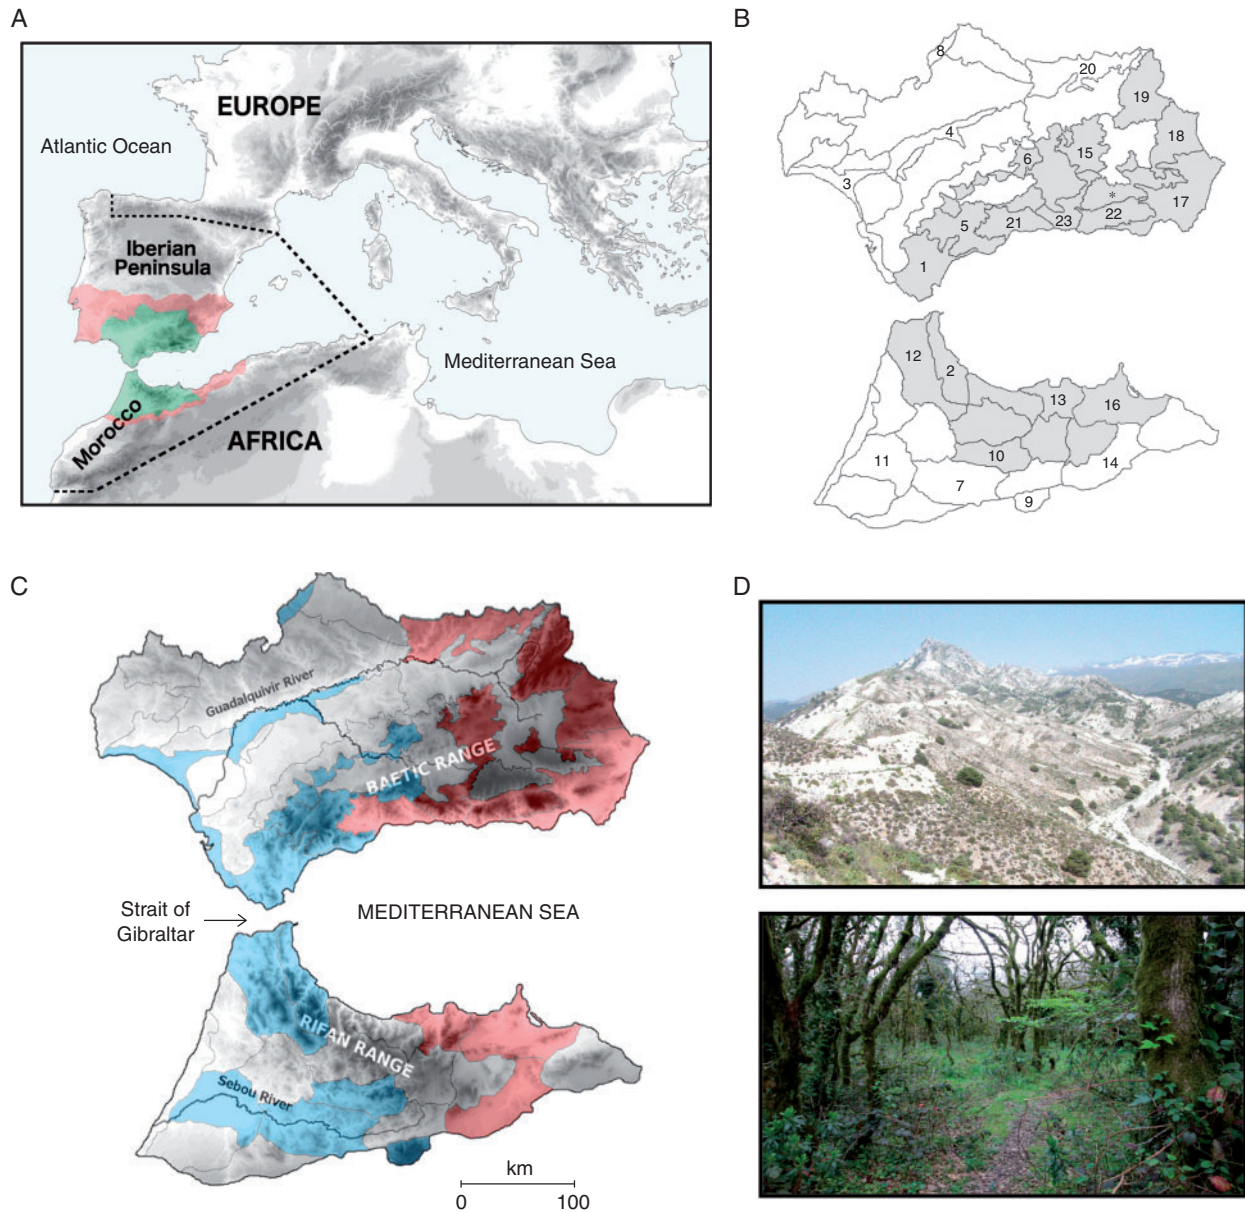 A
EUROPE
Atlantic Ocean
Iberian
Peninsula
Mediterranean Sea
Morocco
AFRICA
B
8
20
19
4
18
15
6
3
*
17
22
5
21
23
1
12
2
13
16
11
10
14
7
9
C
Guadalquivir River
BAETIC RANGE
Strait of
Gibraltar
MEDITERRANEAN SEA
RIFAN RANGE
Sebou River
km
0 100
D